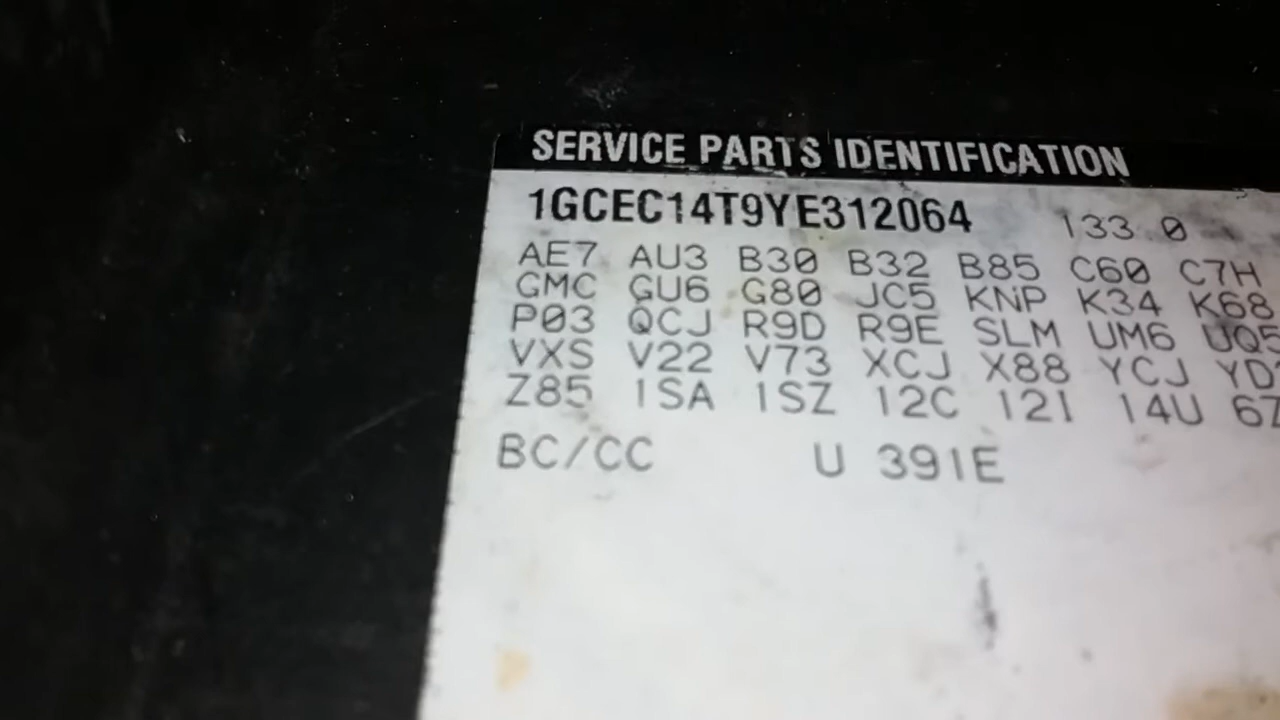 SERVICE PARTS IDENTIFICATION
1GCEC14T9YE312064 133 0
AE7 AU3 B30 B32 B85 C60 C7H
GMC GU6 G80 JC5 KNP K34 K68
P03 QCJ R9D R9E SLM UM6 UQ5
VXS V22 V73 XCJ X88 YCJ
Z85 1SA 1SZ 12C 12I 14U
BC/CC U 391E